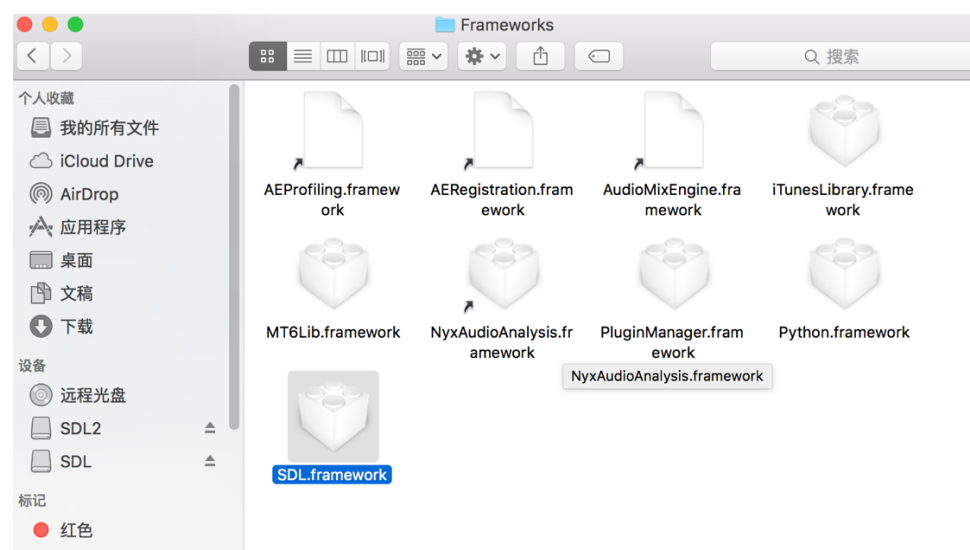 Frameworks
搜索
个人收藏
我的所有文件
iCloud Drive
AirDrop
应用程序
桌面
文稿
下载
设备
远程光盘
SDL2
SDL
标记
红色
AEProfiling.framew
ork
AERegistration.fram
ework
AudioMixEngine.fra
mework
iTunesLibrary.frame
work
MT6Lib.framework
NyxAudioAnalysis.fr
amework
PluginManager.fram
ework
Python.framework
NyxAudioAnalysis.framework
SDL.framework